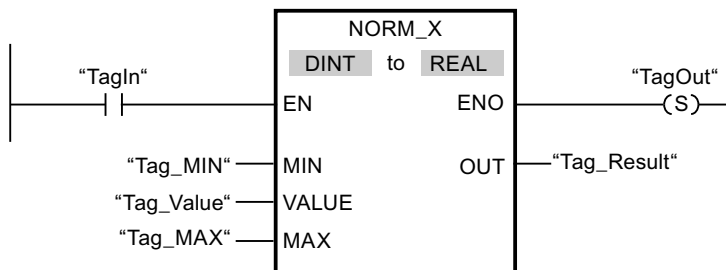 NORM_X
DINT to REAL
“TagIn“
“TagOut“
EN
ENO
S
“Tag_MIN“
MIN
OUT
“Tag_Result“
“Tag_Value“
VALUE
“Tag_MAX“
MAX